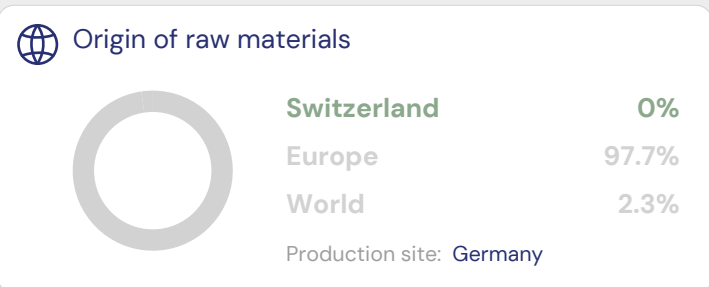 Origin of raw materials
Switzerland 0%
Europe 97.7%
World 2.3%
Production site: Germany